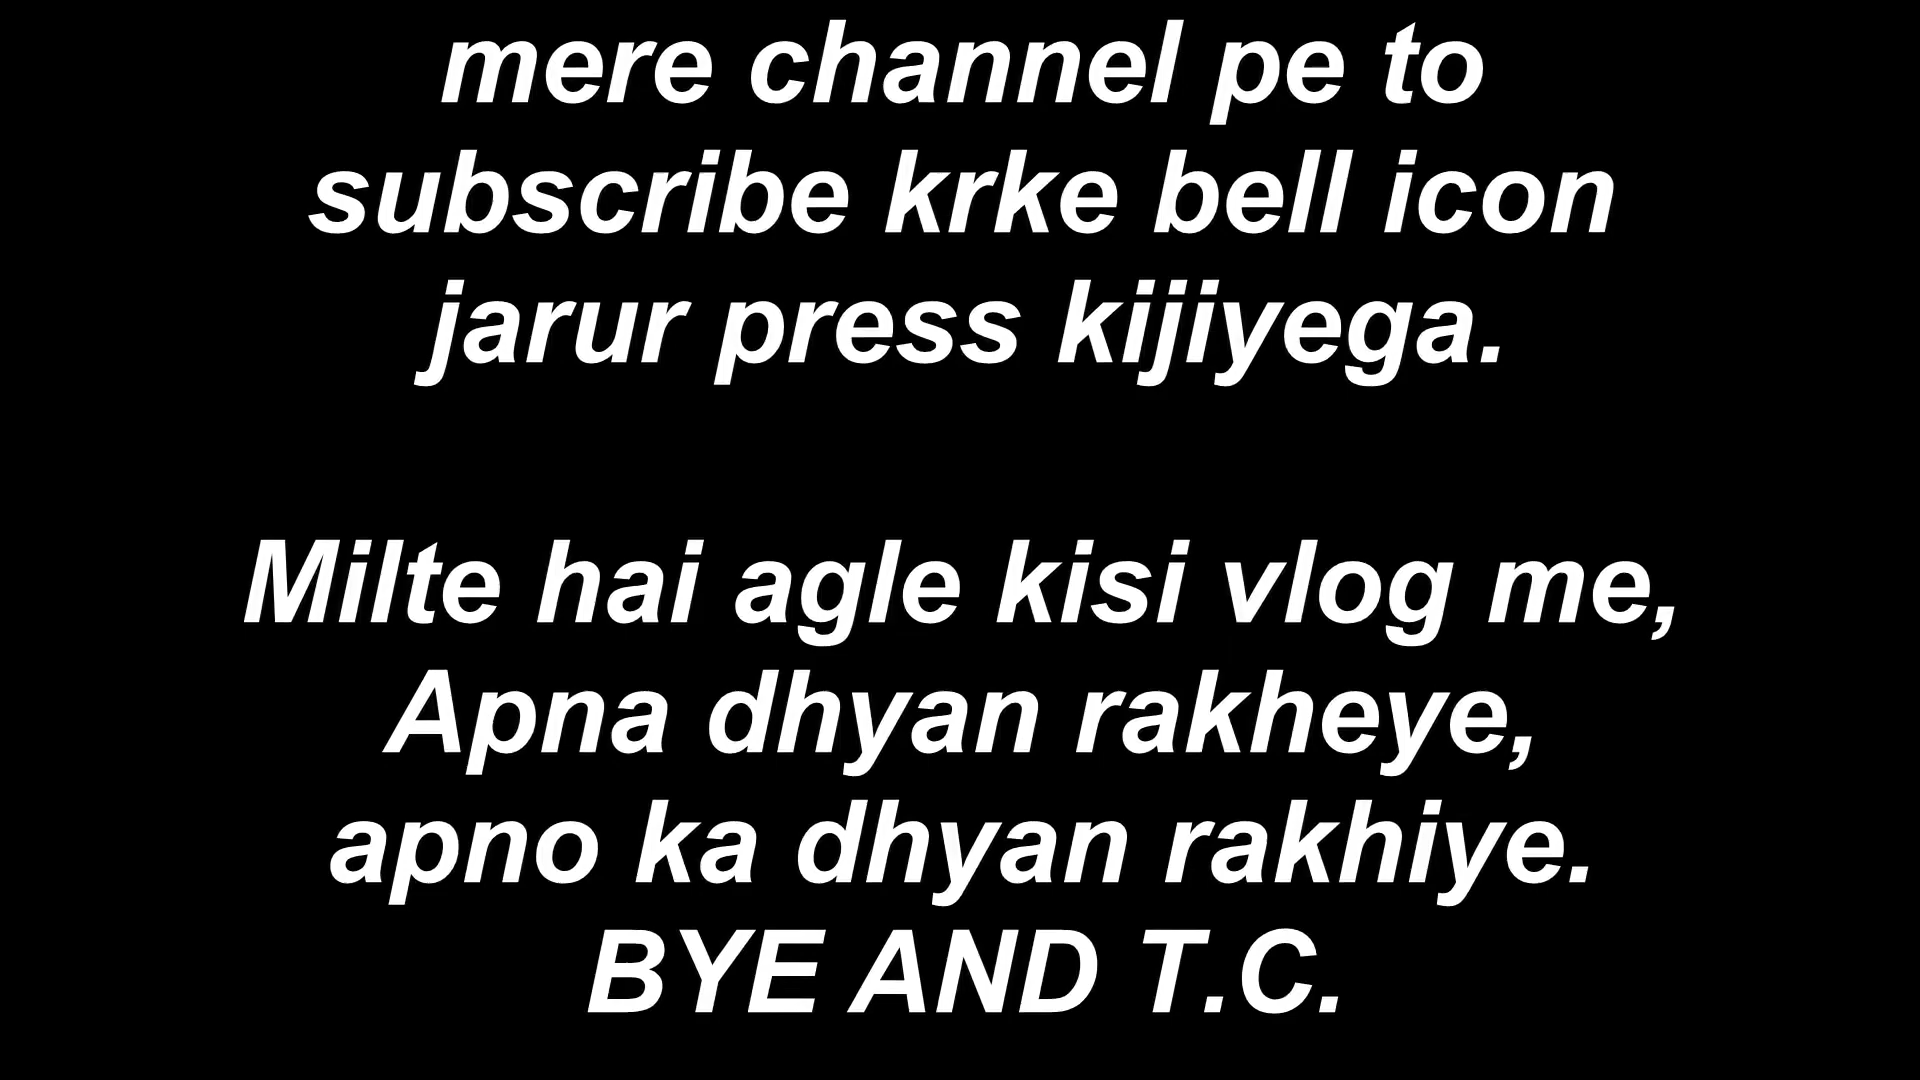 mere channel pe to
subscribe krke bell icon
jarur press kijiyega.
Milte hai agle kisi vlog me,
Apna dhyan rakheye,
apno ka dhyan rakhiye.
BYE AND T.C.